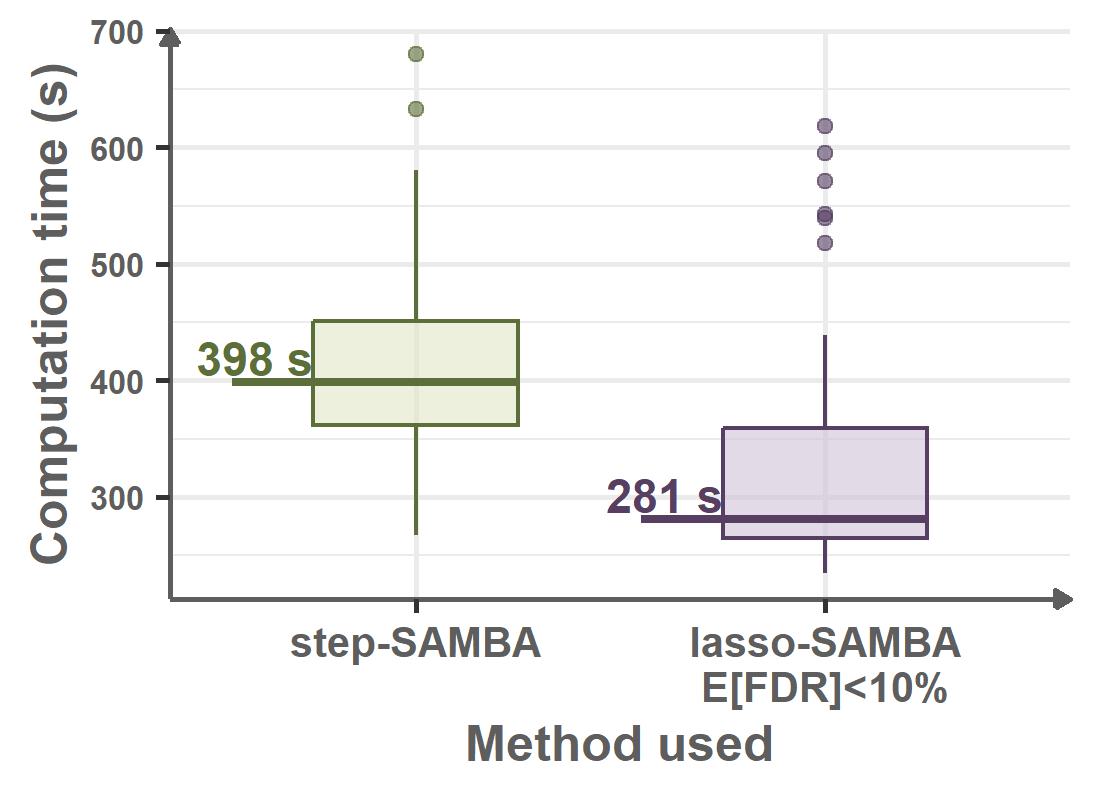 Computation time (s)
700
600
500
400
300
398 s
281 s
step-SAMBA
lasso-SAMBA
E[FDR]<10%
Method used